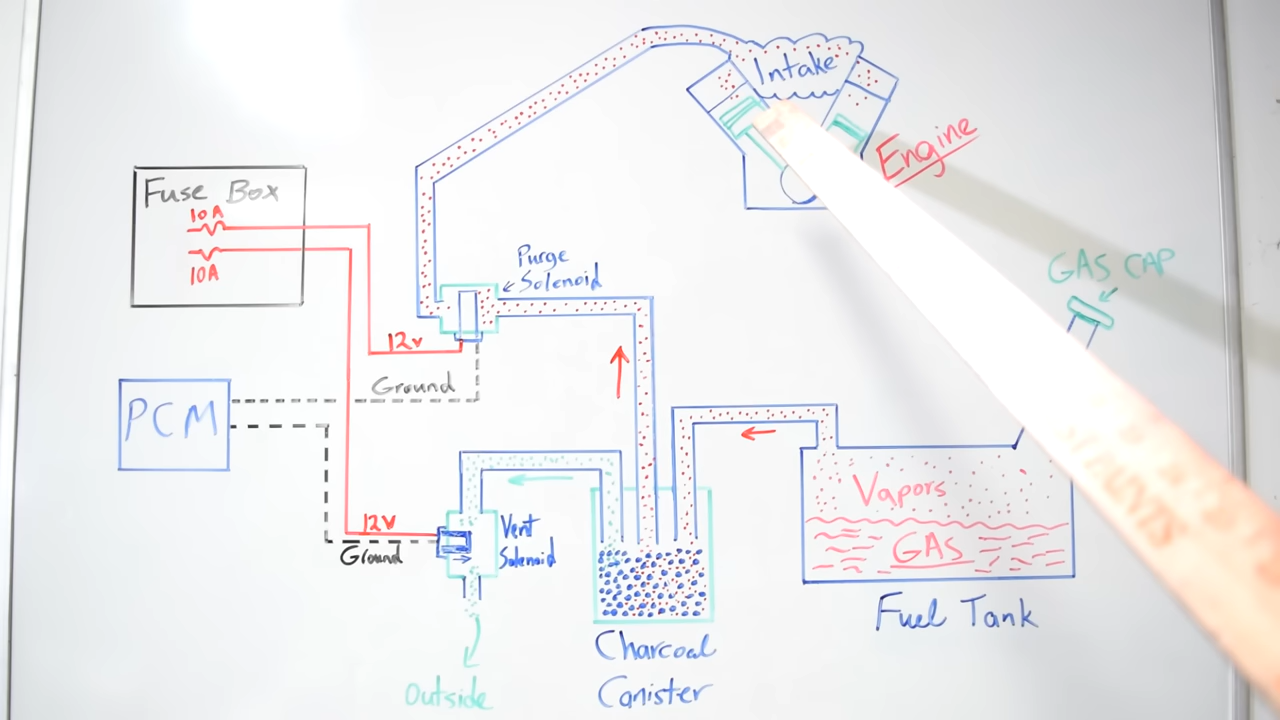 Intake
Engine
Fuse Box
10A
10A
Purge
Solenoid
GAS CAP
12v
Ground
PCM
Vapors
GAS
12V
Ground
Vent
Solenoid
Fuel Tank
Charcoal
Canister
Outside